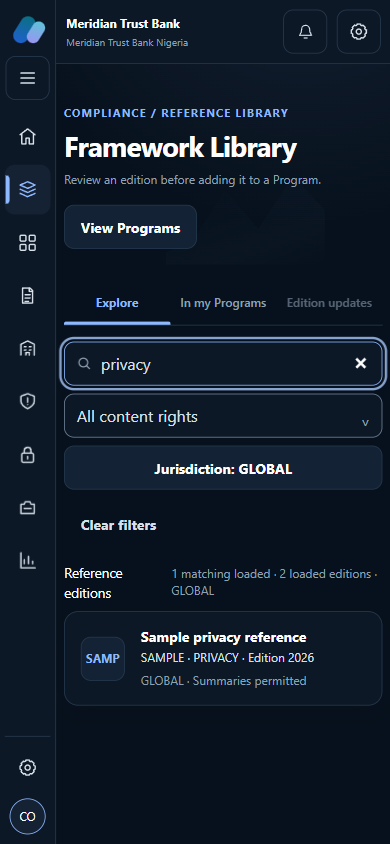 Meridian Trust Bank
Meridian Trust Bank Nigeria
COMPLIANCE / REFERENCE LIBRARY
Framework Library
Review an edition before adding it to a Program.
View Programs
Explore
In my Programs
Edition updates
privacy
All content rights
Jurisdiction: GLOBAL
Clear filters
Reference
editions
1 matching loaded · 2 loaded editions ·
GLOBAL
SAMP
Sample privacy reference
SAMPLE · PRIVACY · Edition 2026
GLOBAL · Summaries permitted
CO